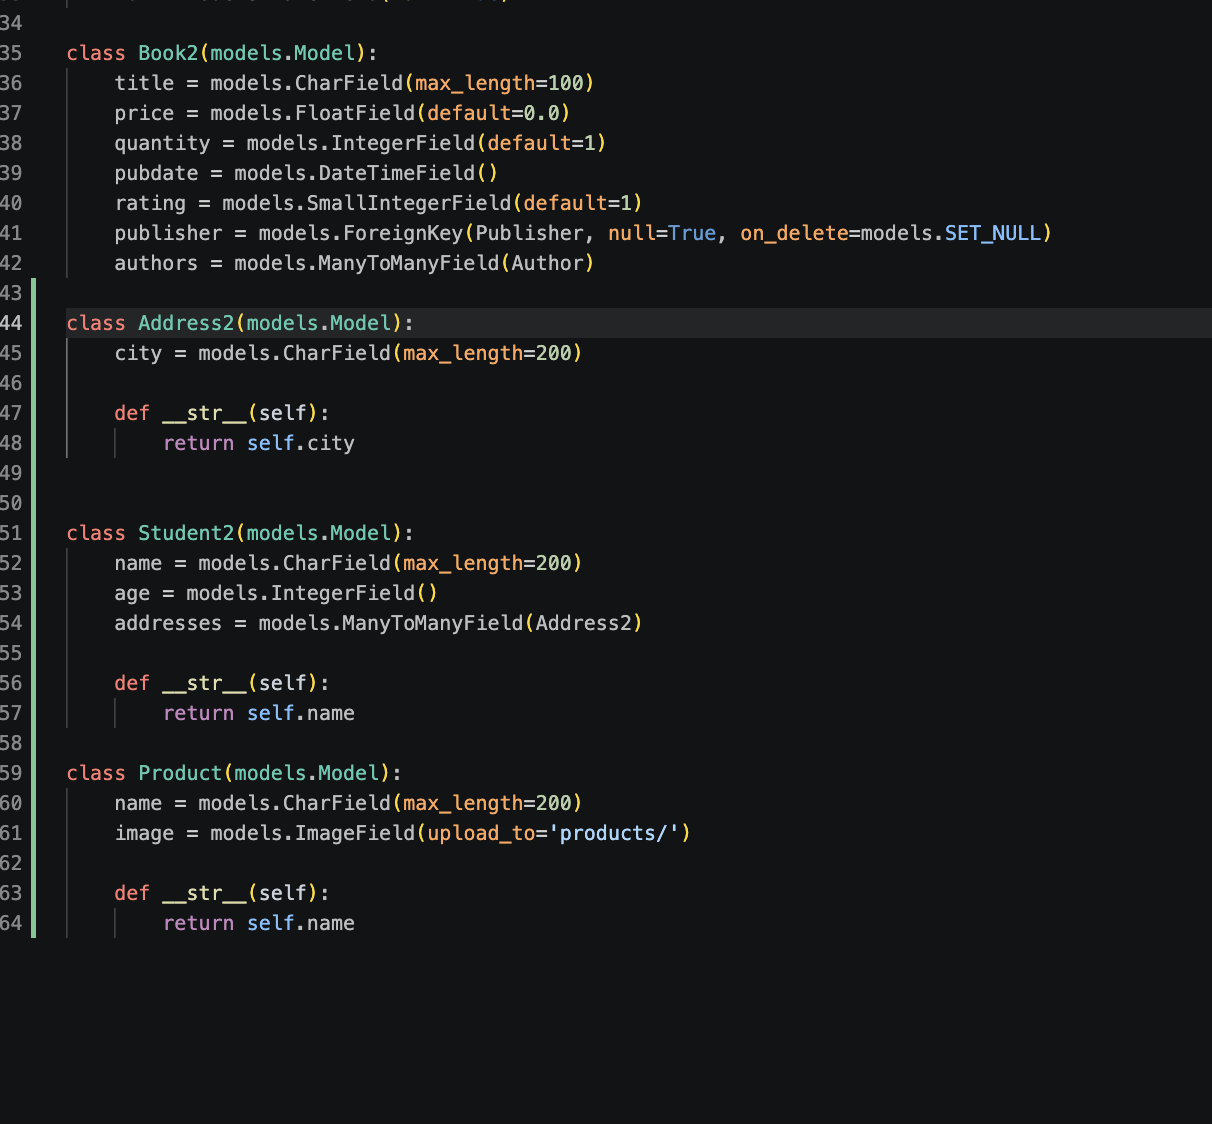 34
35 class Book2(models.Model):
36     title = models.CharField(max_length=100)
37     price = models.FloatField(default=0.0)
38     quantity = models.IntegerField(default=1)
39     pubdate = models.DateTimeField()
40     rating = models.SmallIntegerField(default=1)
41     publisher = models.ForeignKey(Publisher, null=True, on_delete=models.SET_NULL)
42     authors = models.ManyToManyField(Author)
43
44 class Address2(models.Model):
45     city = models.CharField(max_length=200)
46
47     def __str__(self):
48         return self.city
49
50
51 class Student2(models.Model):
52     name = models.CharField(max_length=200)
53     age = models.IntegerField()
54     addresses = models.ManyToManyField(Address2)
55
56     def __str__(self):
57         return self.name
58
59 class Product(models.Model):
60     name = models.CharField(max_length=200)
61     image = models.ImageField(upload_to='products/')
62
63     def __str__(self):
64         return self.name